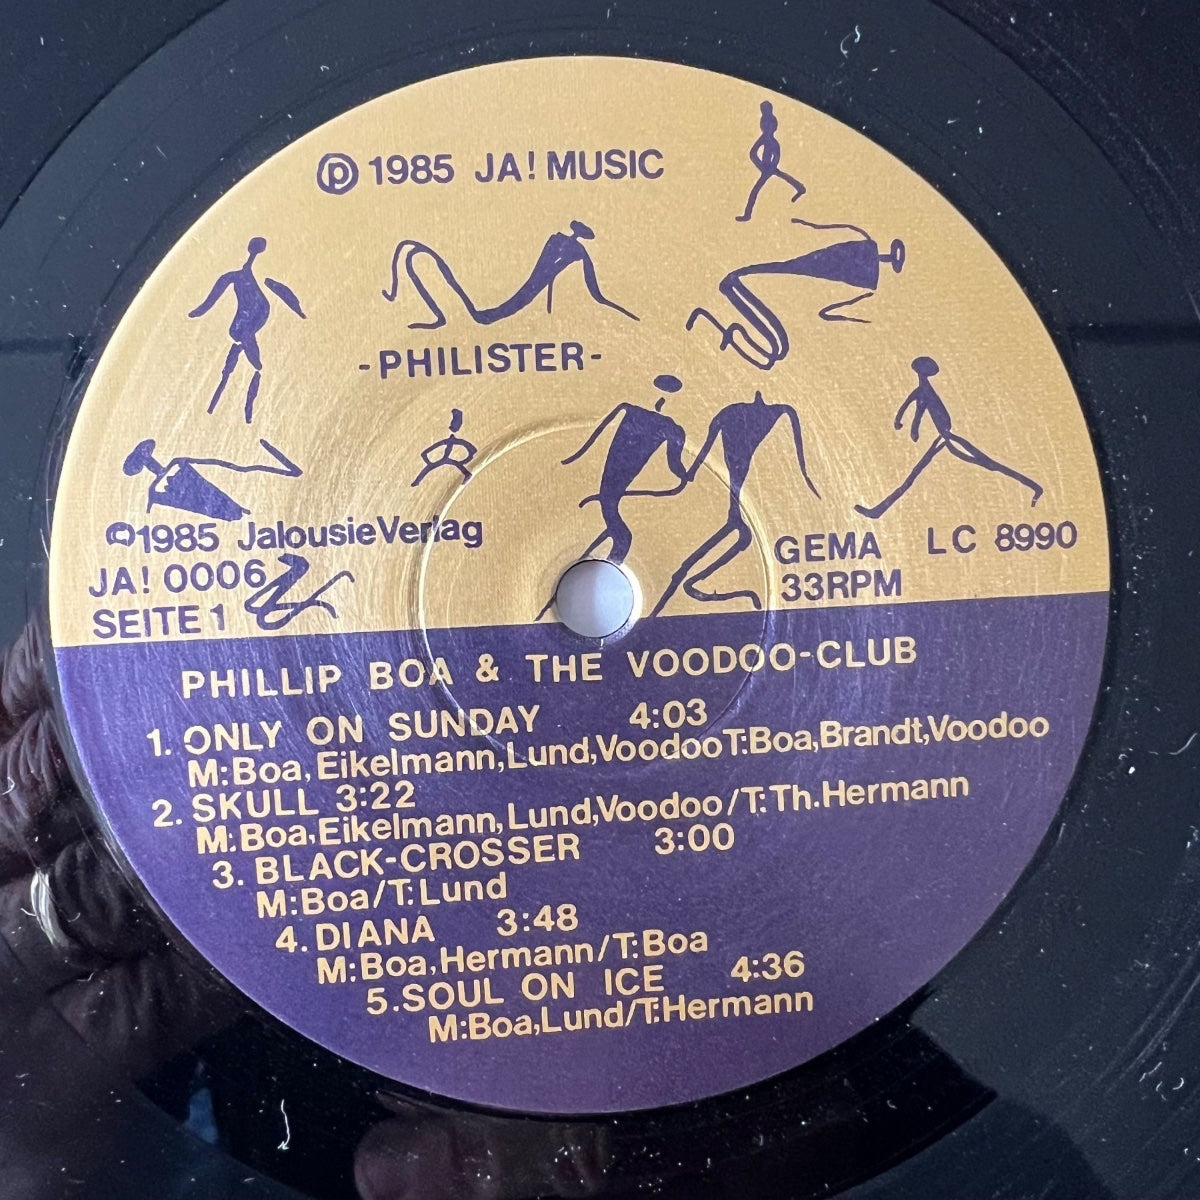 ℗ 1985 JA! MUSIC
-PHILISTER-
©1985 JalousieVerlag
JA! 0006
SEITE 1
GEMA LC 8990
33RPM
PHILLIP BOA & THE VOODOO-CLUB
1. ONLY ON SUNDAY 4:03
M:Boa, Eikelmann,Lund,Voodoo T:Boa,Brandt,Voodoo
2. SKULL 3:22
M:Boa,Eikelmann,Lund,Voodoo/T:Th.Hermann
3. BLACK-CROSSER 3:00
M:Boa/T:Lund
4. DIANA 3:48
M:Boa,Hermann/T:Boa
5.SOUL ON ICE 4:36
M:Boa,Lund/T:Hermann